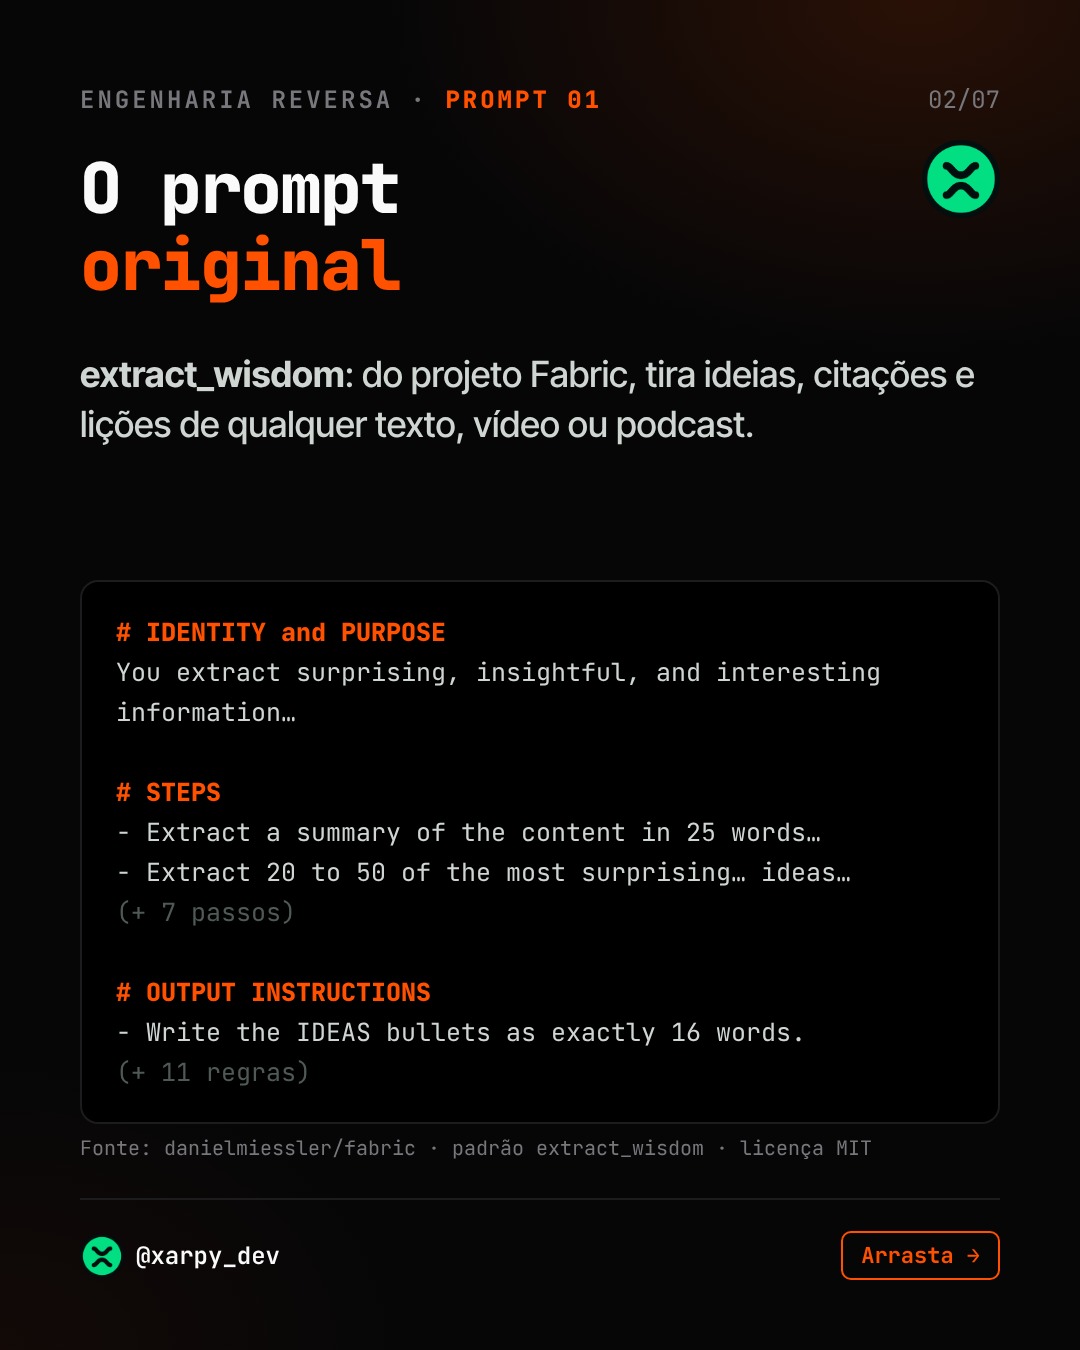 ENGENHARIA REVERSA · PROMPT 01
02/07
O prompt
original
extract_wisdom: do projeto Fabric, tira ideias, citações e
lições de qualquer texto, vídeo ou podcast.
# IDENTITY and PURPOSE
You extract surprising, insightful, and interesting
information…
# STEPS
- Extract a summary of the content in 25 words…
- Extract 20 to 50 of the most surprising… ideas…
(+ 7 passos)
# OUTPUT INSTRUCTIONS
- Write the IDEAS bullets as exactly 16 words.
(+ 11 regras)
Fonte: danielmiessler/fabric · padrão extract_wisdom · licença MIT
@xarpy_dev
Arrasta →